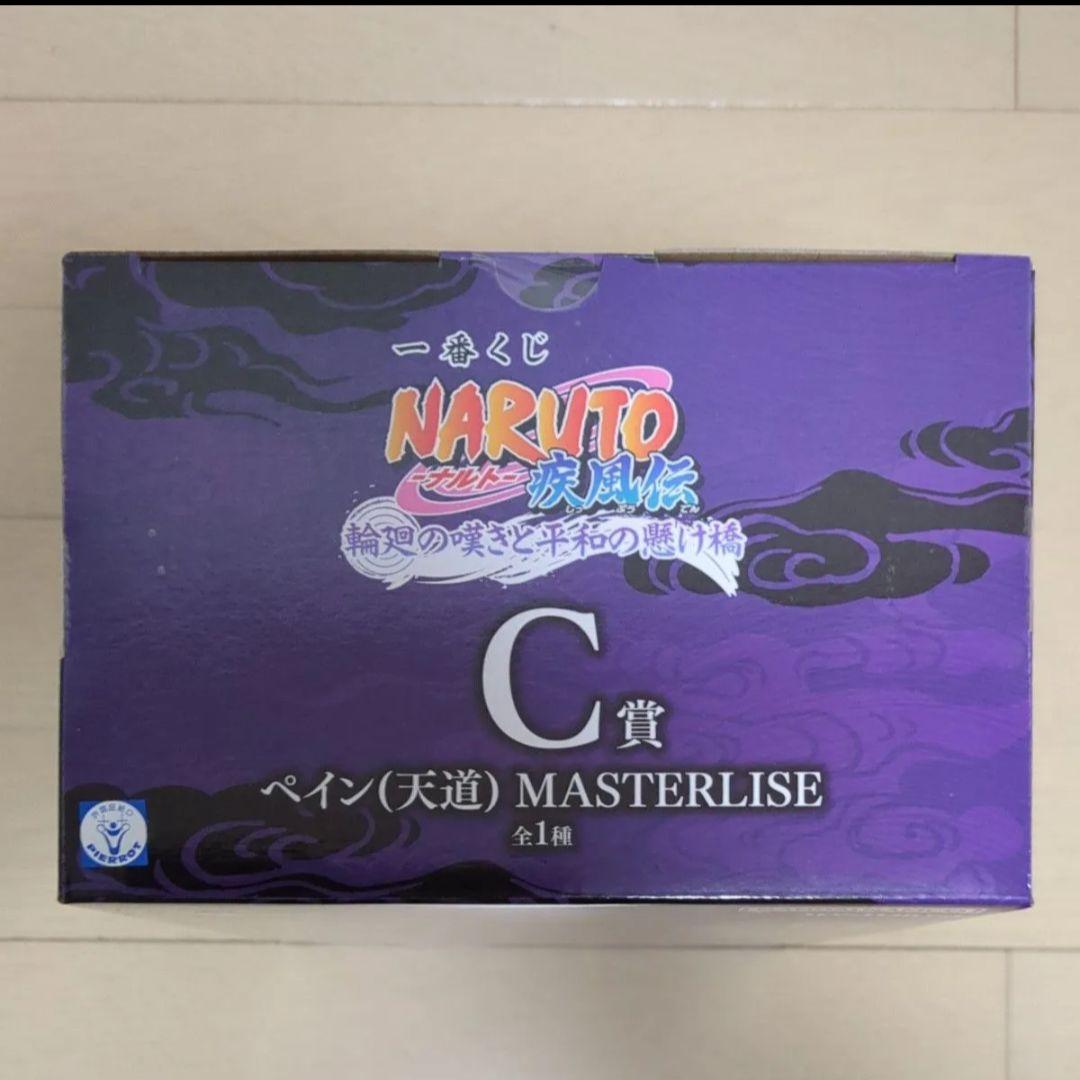 一番くじ
NARUTO
-ナルト-
疾風伝
しっ ぷう でん
輪廻の嘆きと平和の懸け橋
C賞
ペイン(天道) MASTERLISE
全1種
PIERROT